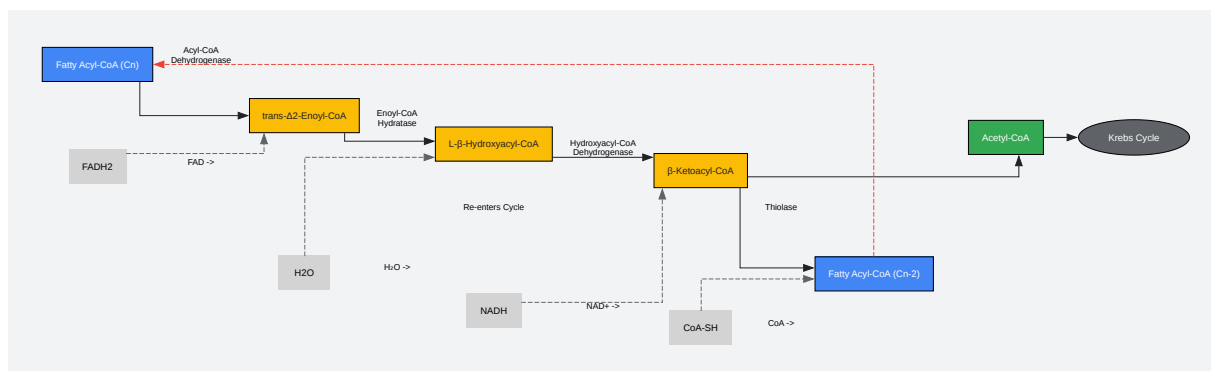 Acyl-CoA
Dehydrogenase
Fatty Acyl-CoA (Cn)
trans-Δ2-Enoyl-CoA
Enoyl-CoA
Hydratase
L-β-Hydroxyacyl-CoA
Hydroxyacyl-CoA
Dehydrogenase
Acetyl-CoA
Krebs Cycle
FADH2
FAD ->
β-Ketoacyl-CoA
Re-enters Cycle
Thiolase
H2O
H₂O ->
Fatty Acyl-CoA (Cn-2)
NADH
NAD+ ->
CoA-SH
CoA ->